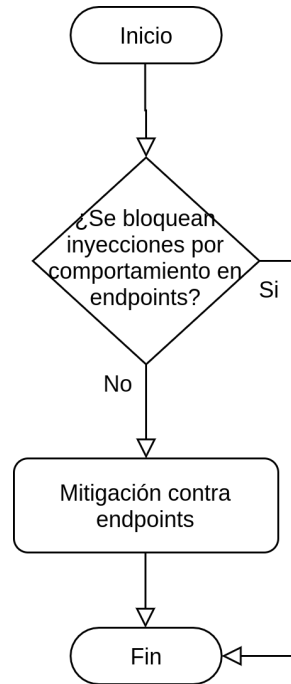 Inicio
¿Se bloquean
inyecciones por
comportamiento en
endpoints?
Si
No
Mitigación contra
endpoints
Fin